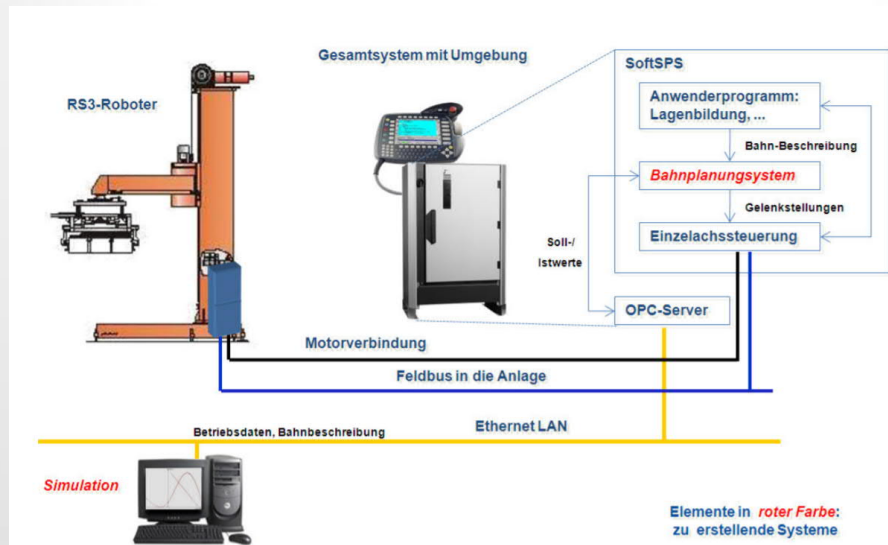 Gesamtsystem mit Umgebung
RS3-Roboter
SoftSPS
Anwenderprogramm:
Lagenbildung, ...
Bahn-Beschreibung
Bahnplanungsystem
Gelenkstellungen
Einzelachssteuerung
Soll-/
Istwerte
OPC-Server
Motorverbindung
Feldbus in die Anlage
Betriebsdaten, Bahnbeschreibung
Ethernet LAN
Simulation
Elemente in roter Farbe:
zu erstellende Systeme